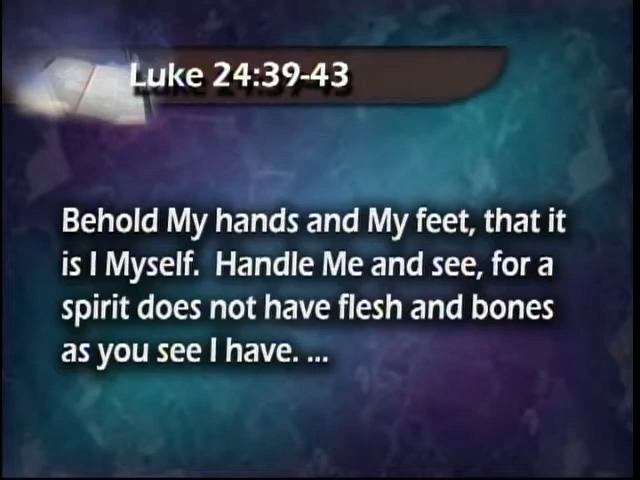 Luke 24:39-43
Behold My hands and My feet, that it
is I Myself.  Handle Me and see, for a
spirit does not have flesh and bones
as you see I have. ...